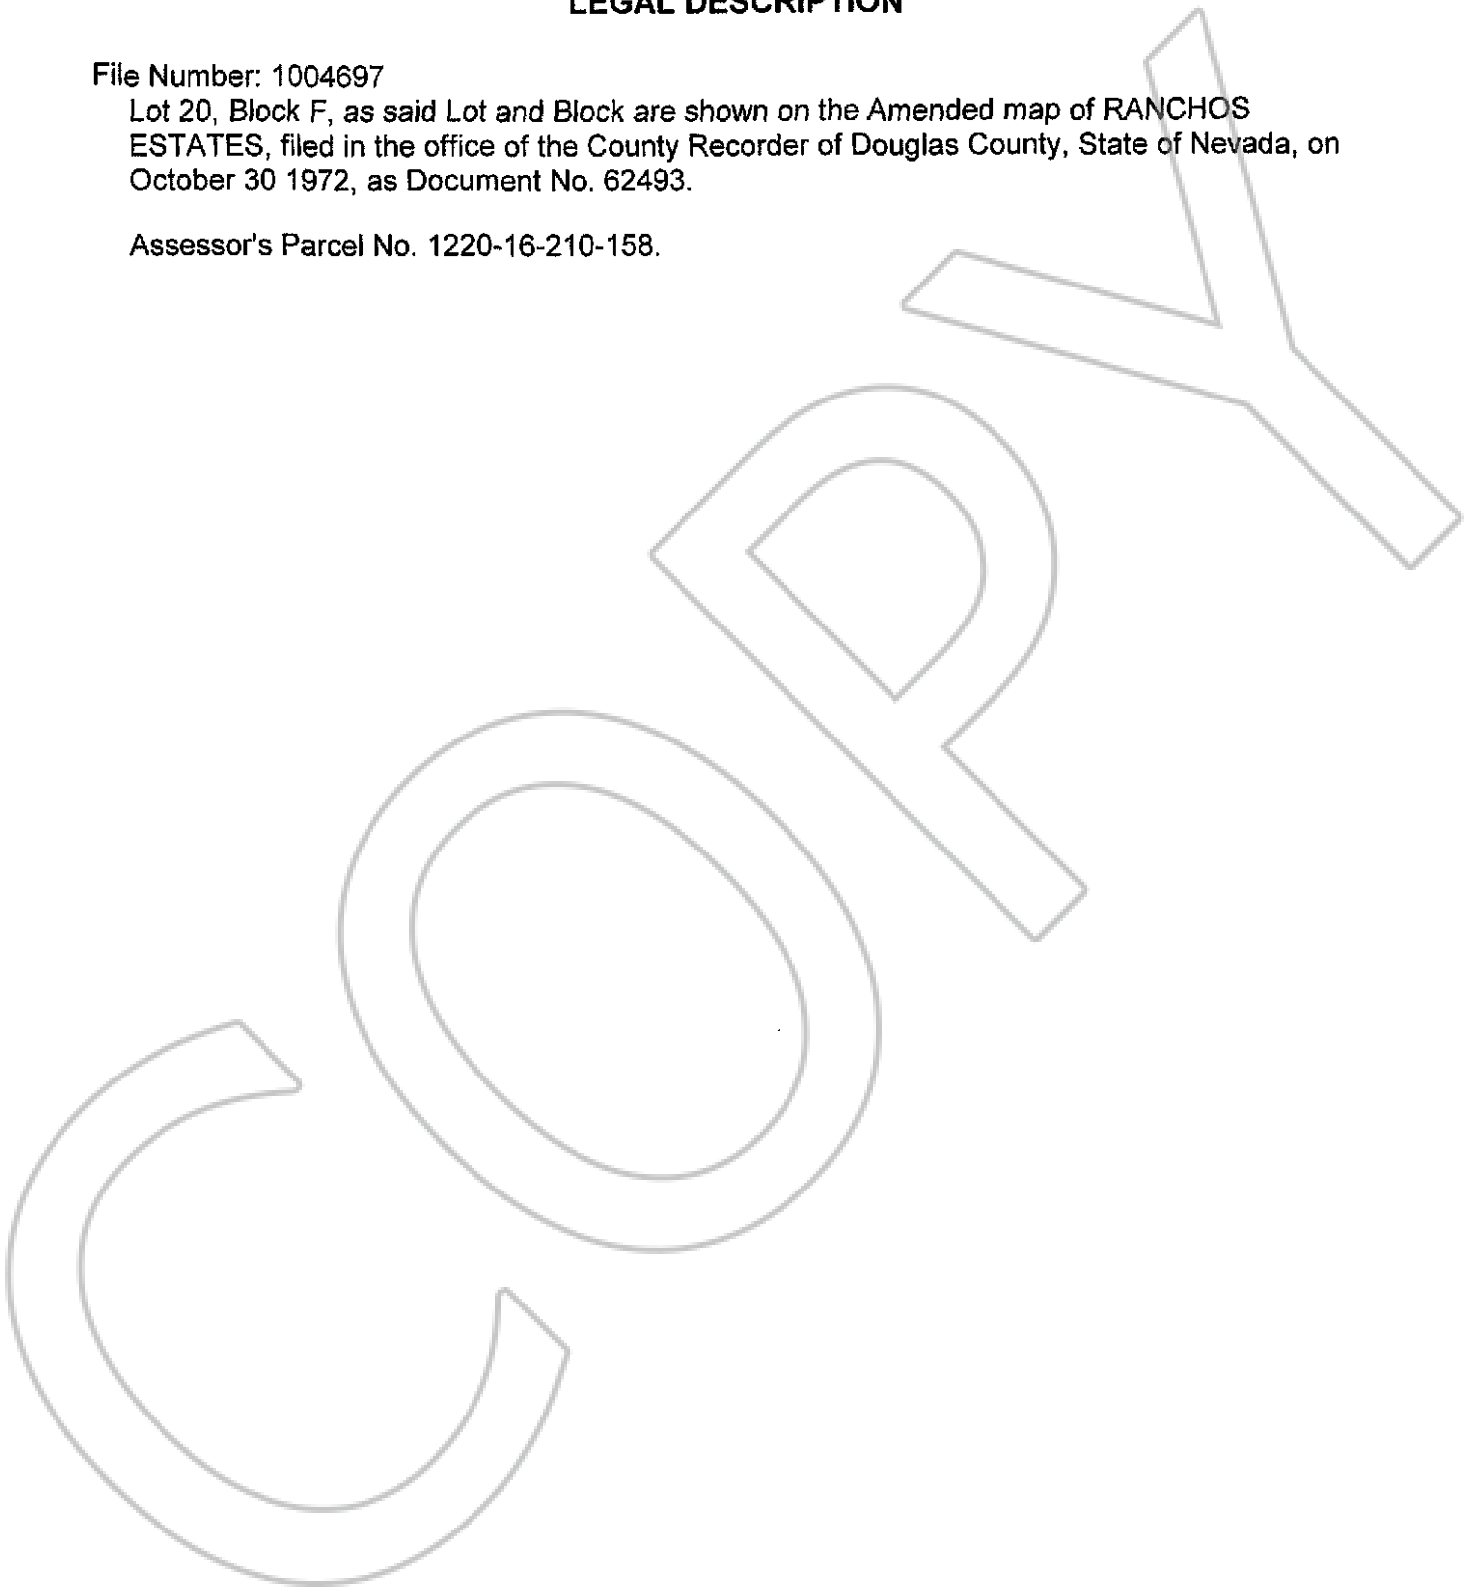 LEGAL DESCRIPTION
File Number: 1004697
Lot 20, Block F, as said Lot and Block are shown on the Amended map of RANCHOS
ESTATES, filed in the office of the County Recorder of Douglas County, State of Nevada, on
October 30 1972, as Document No. 62493.
Assessor's Parcel No. 1220-16-210-158.
COPY